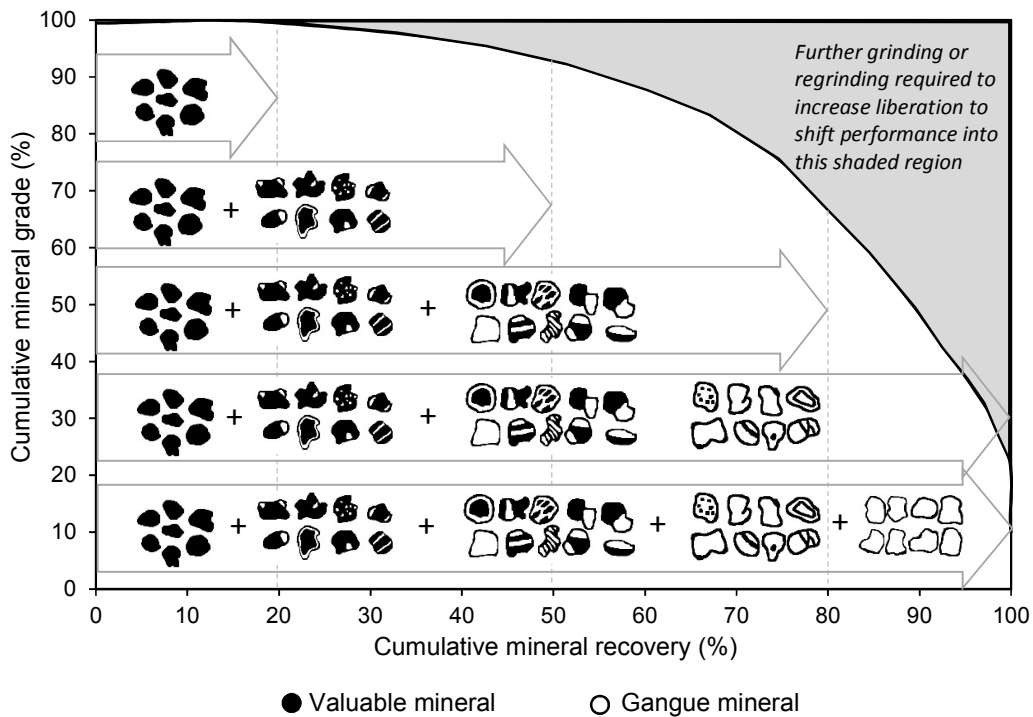 Further grinding or
regrinding required to
increase liberation to
shift performance into
this shaded region
Cumulative mineral grade (%)
100
90
80
70
60
50
40
30
20
10
0
+
+
+
+
+
+
+
+
+
0 10 20 30 40 50 60 70 80 90 100
Cumulative mineral recovery (%)
Valuable mineral Gangue mineral